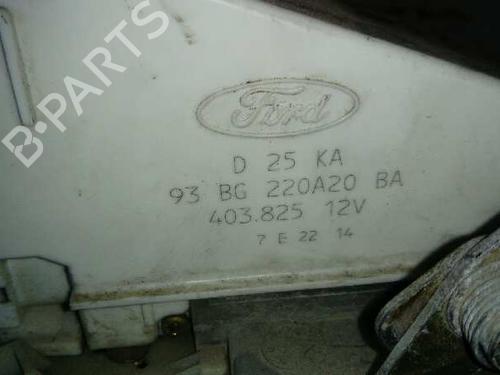 B-PARTS
Ford
D 25 KA
93 BG 220A20 BA
403.825 12V
7 E 22 14